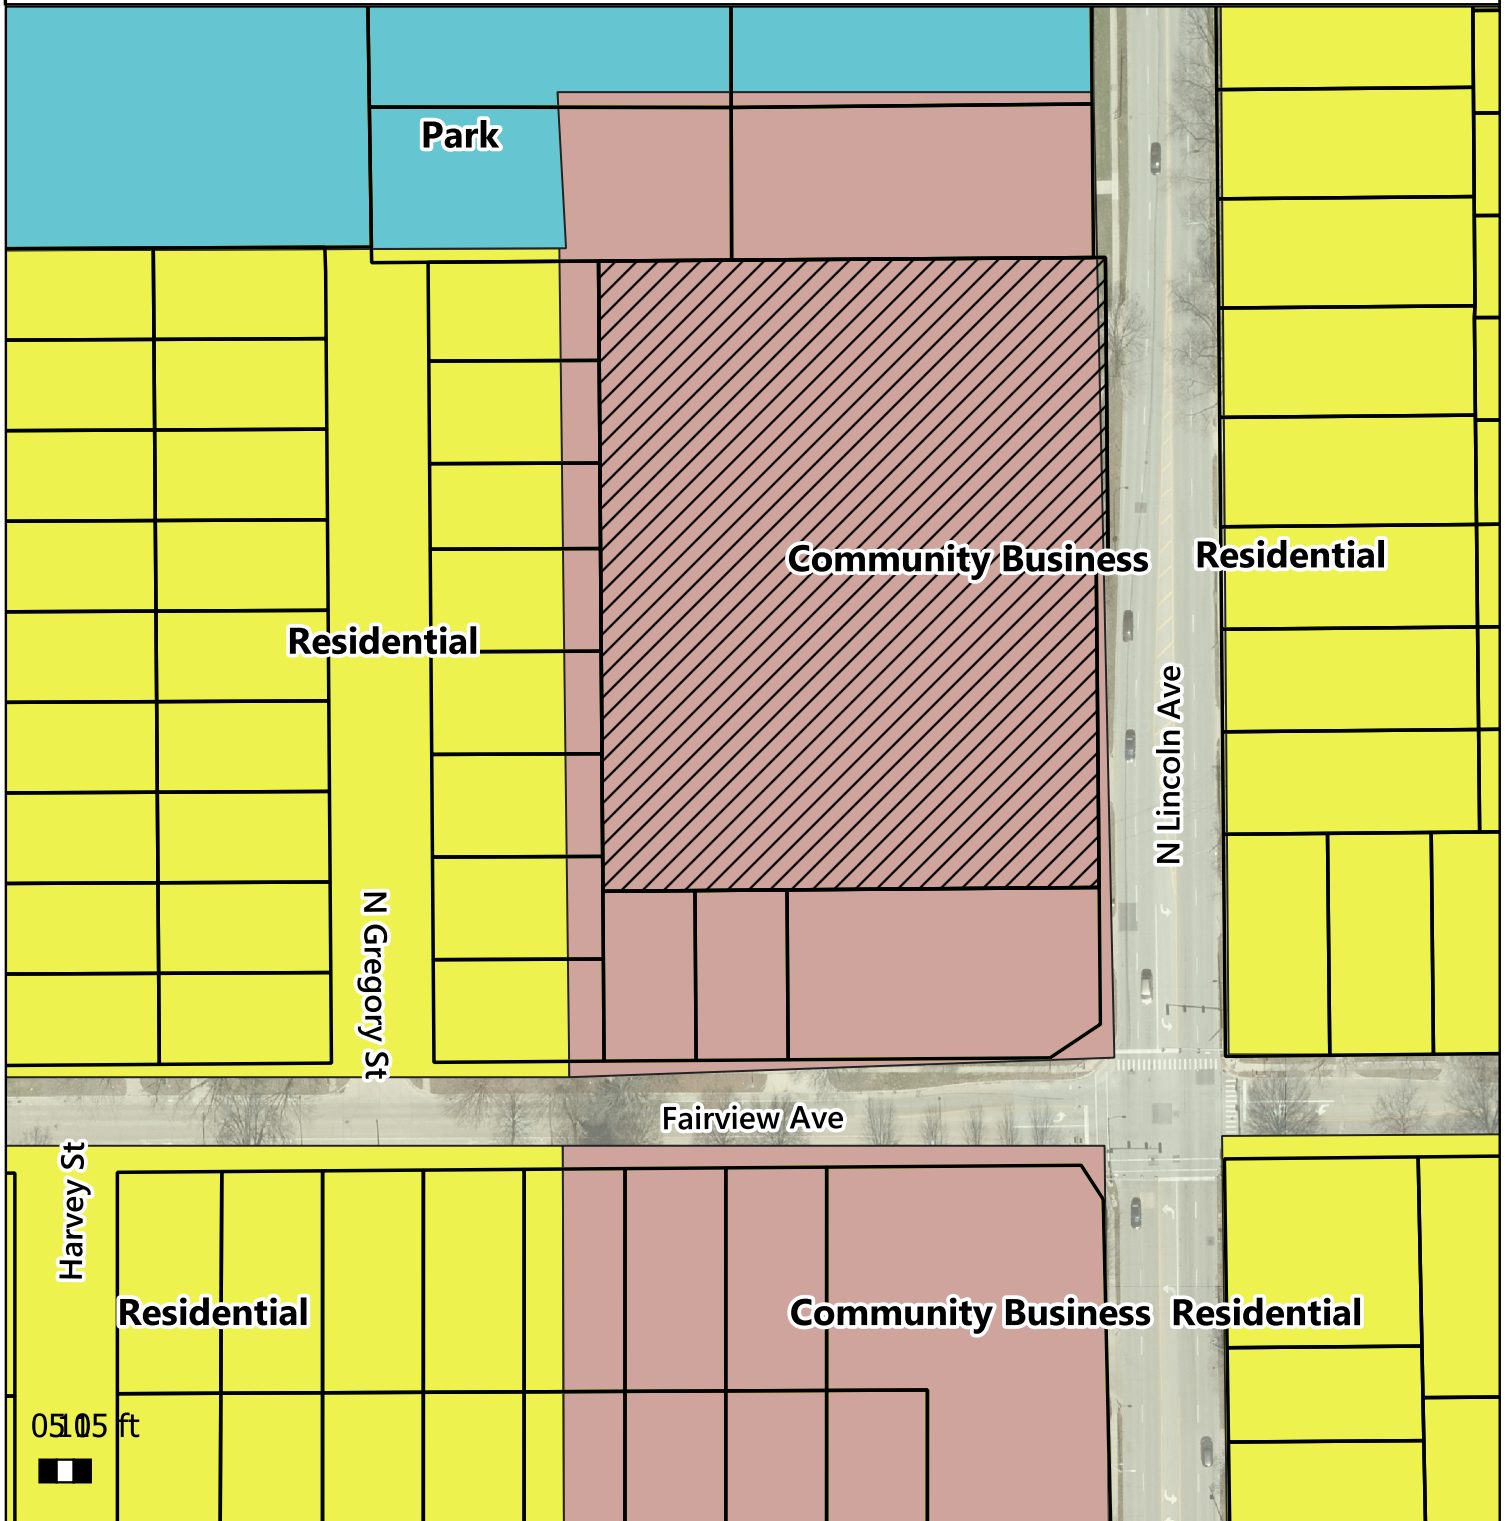 Park
Community Business
Residential
Residential
N Lincoln Ave
N Gregory St
Fairview Ave
Harvey St
Residential
Community Business
Residential
ft